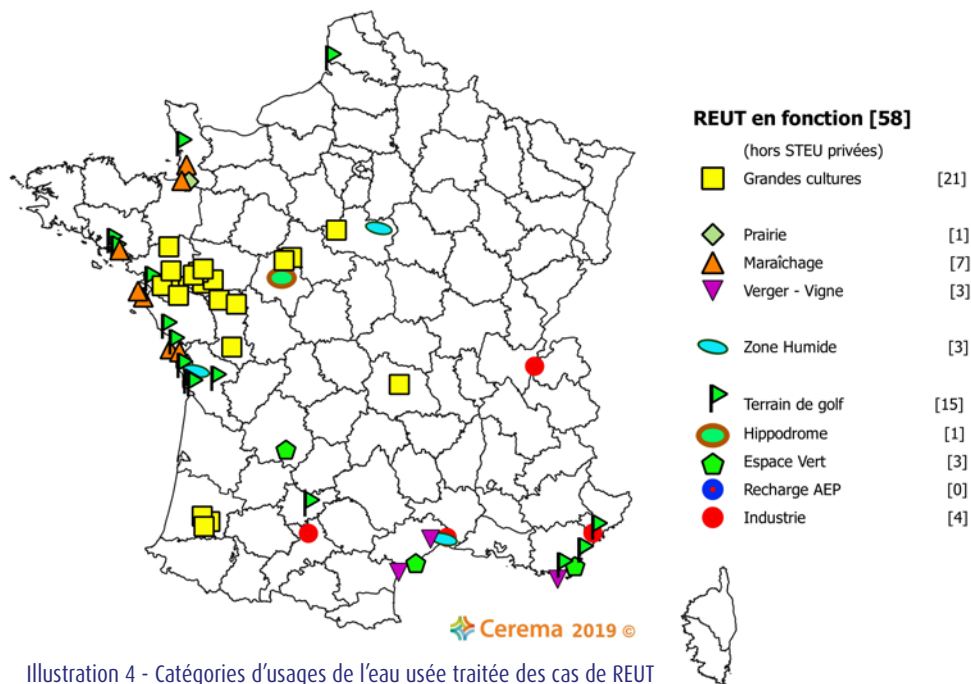 REUT en fonction [58]
(hors STEU privées)
Grandes cultures [21]
Prairie [1]
Maraîchage [7]
Verger - Vigne [3]
Zone Humide [3]
Terrain de golf [15]
Hippodrome [1]
Espace Vert [3]
Recharge AEP [0]
Industrie [4]
Cerema 2019 ©
Illustration 4 - Catégories d'usages de l'eau usée traitée des cas de REUT